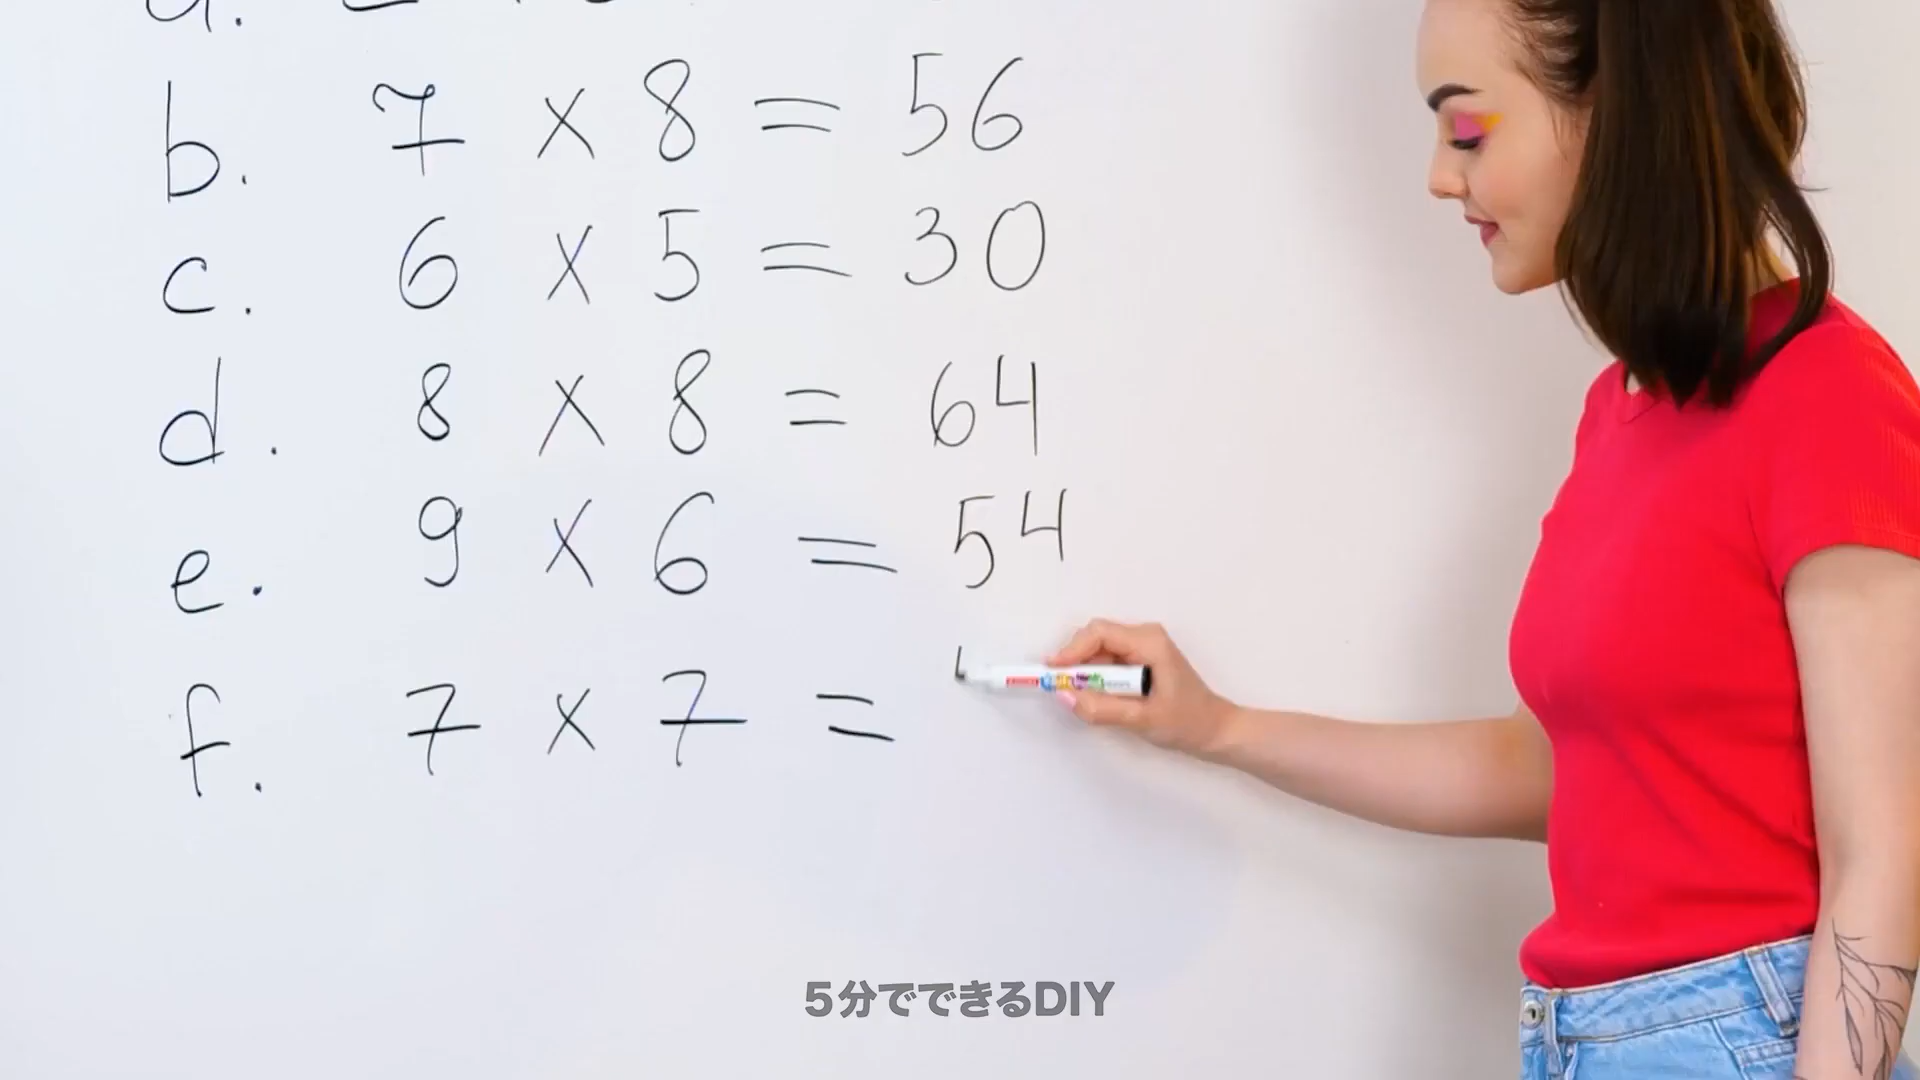 b. 7 x 8 = 56
c. 6 x 5 = 30
d. 8 x 8 = 64
e. 9 x 6 = 54
f. 7 x 7 =
5分でできるDIY